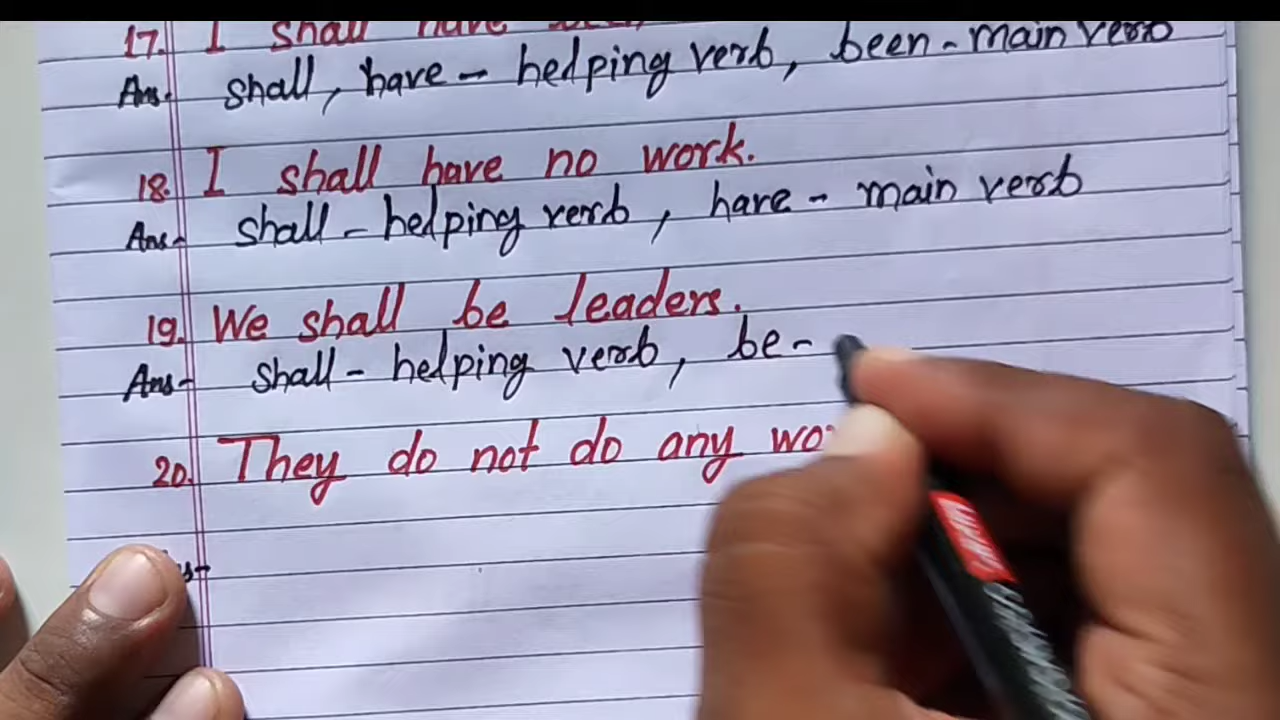 17. I shall have
Ans. shall, have - helping verb, been - main verb
18. I shall have no work.
Ans- shall - helping verb, have - main verb
19. We shall be leaders.
Ans- shall - helping verb, be -
20. They do not do any